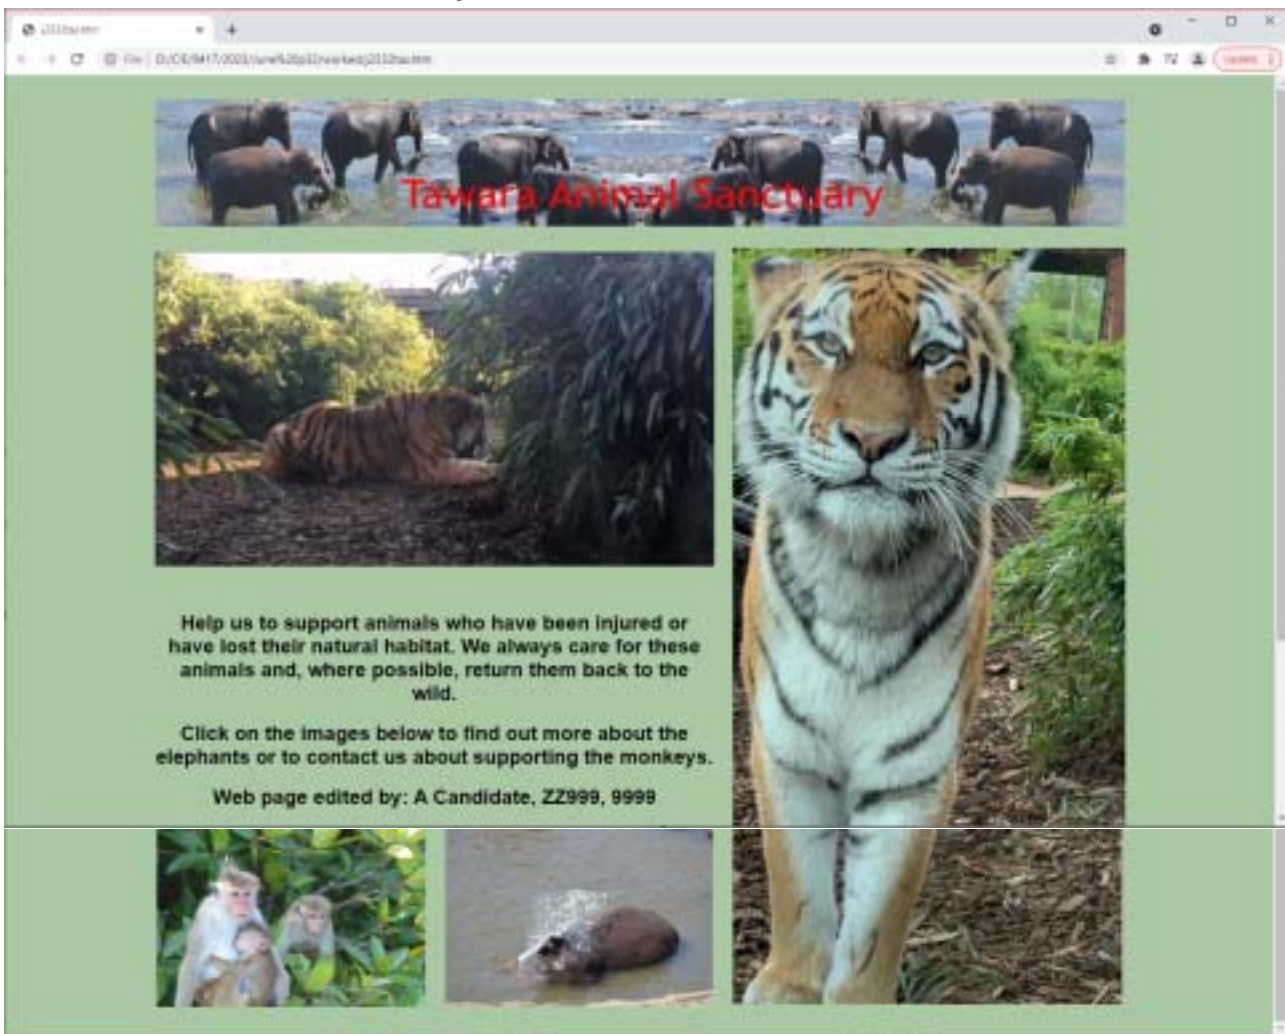 Tawara Animal Sanctuary
Help us to support animals who have been injured or
have lost their natural habitat. We always care for these
animals and, where possible, return them back to the
wild.
Click on the images below to find out more about the
elephants or to contact us about supporting the monkeys.
Web page edited by: A Candidate, ZZ999, 9999